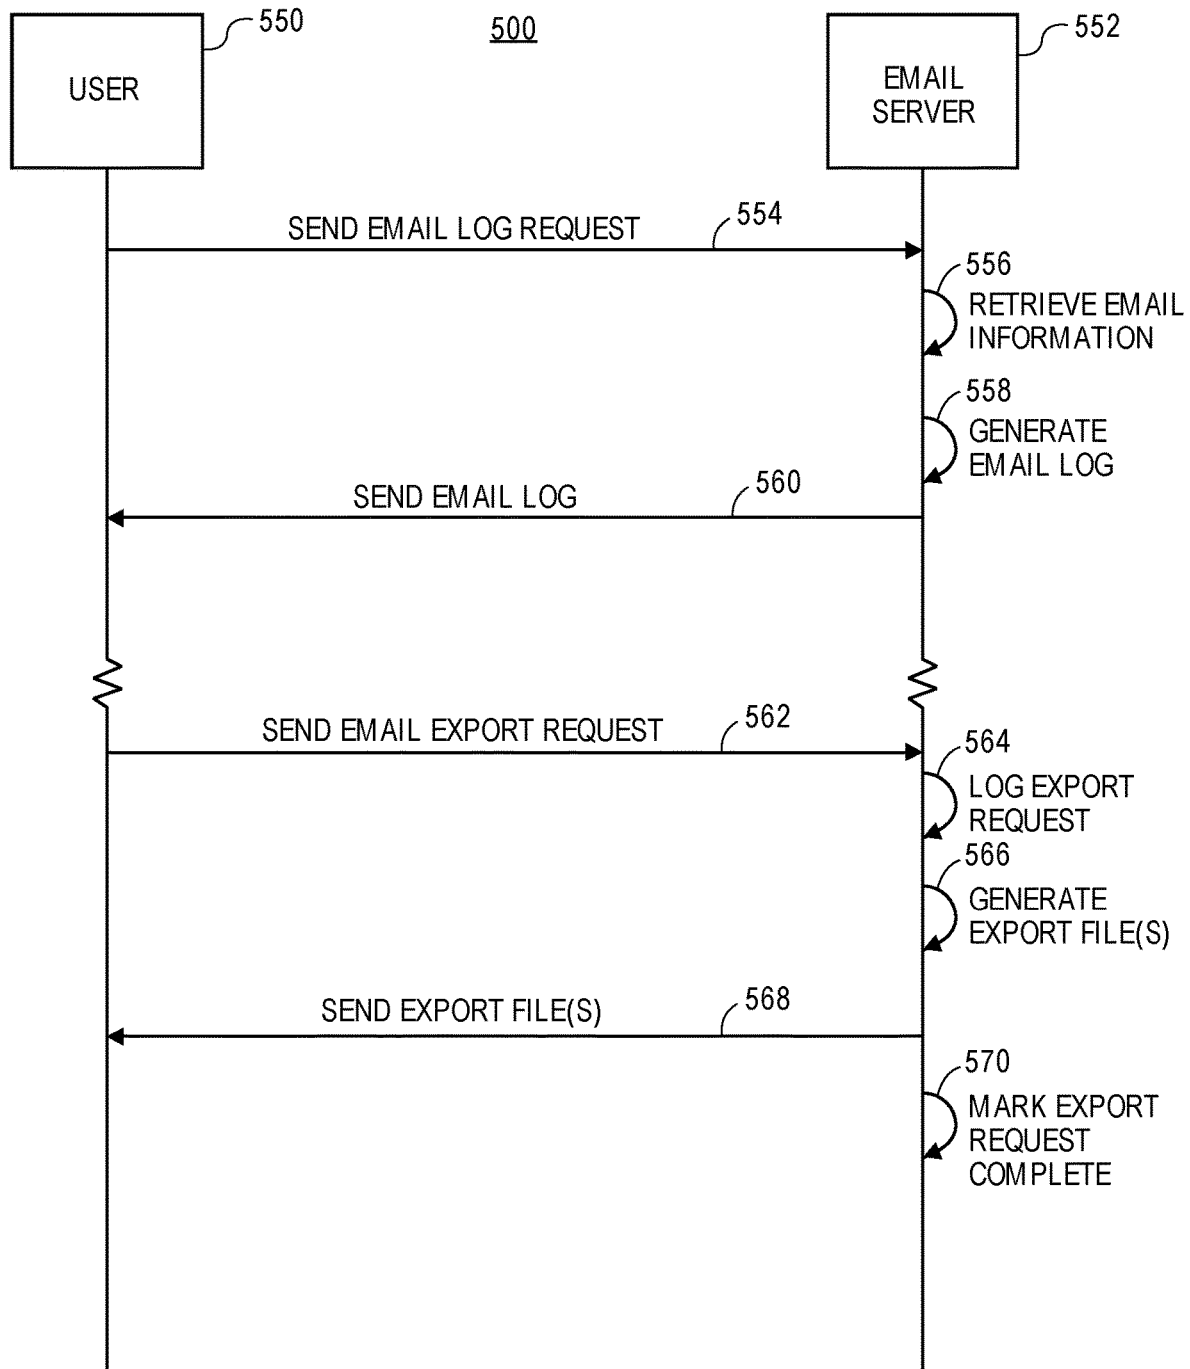 550
500
552
USER
EMAIL
SERVER
SEND EMAIL LOG REQUEST
554
556
RETRIEVE EMAIL
INFORMATION
558
GENERATE
EMAIL LOG
SEND EMAIL LOG
560
SEND EMAIL EXPORT REQUEST
562
564
LOG EXPORT
REQUEST
566
GENERATE
EXPORT FILE(S)
SEND EXPORT FILE(S)
568
570
MARK EXPORT
REQUEST
COMPLETE